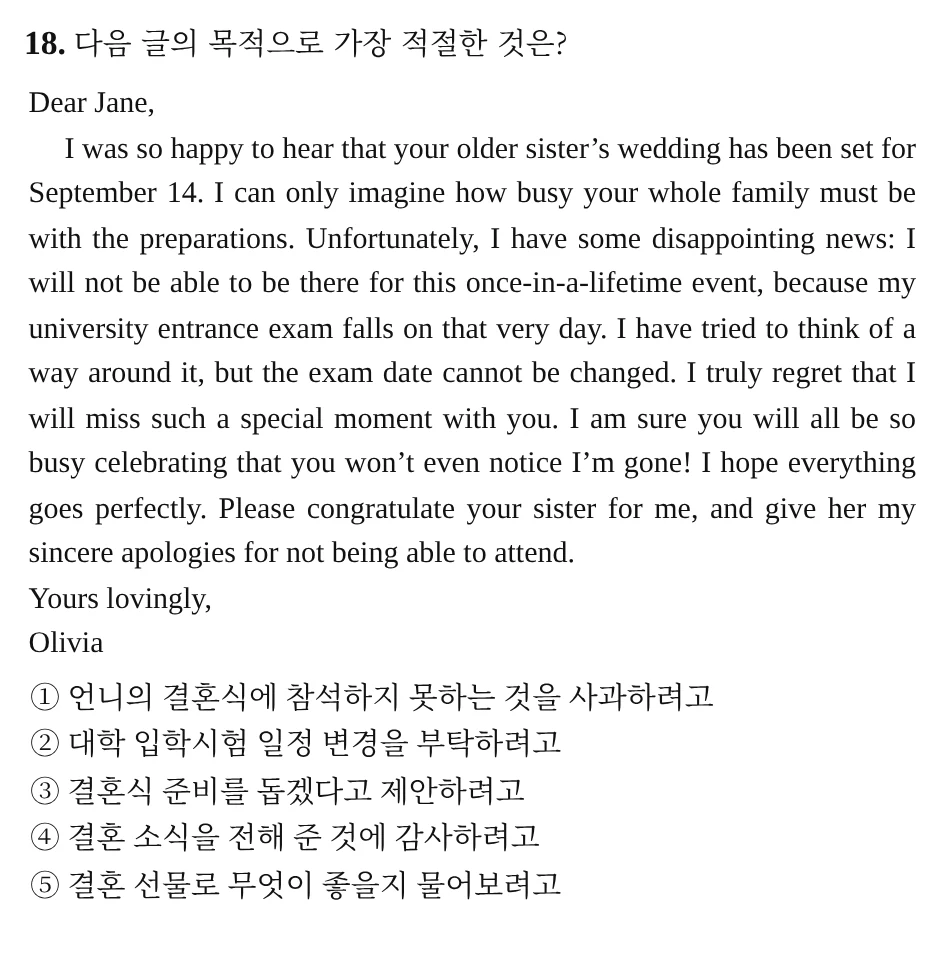 18. 다음 글의 목적으로 가장 적절한 것은?
Dear Jane,
I was so happy to hear that your older sister’s wedding has been set for
September 14. I can only imagine how busy your whole family must be
with the preparations. Unfortunately, I have some disappointing news: I
will not be able to be there for this once-in-a-lifetime event, because my
university entrance exam falls on that very day. I have tried to think of a
way around it, but the exam date cannot be changed. I truly regret that I
will miss such a special moment with you. I am sure you will all be so
busy celebrating that you won’t even notice I’m gone! I hope everything
goes perfectly. Please congratulate your sister for me, and give her my
sincere apologies for not being able to attend.
Yours lovingly,
Olivia
① 언니의 결혼식에 참석하지 못하는 것을 사과하려고
② 대학 입학시험 일정 변경을 부탁하려고
③ 결혼식 준비를 돕겠다고 제안하려고
④ 결혼 소식을 전해 준 것에 감사하려고
⑤ 결혼 선물로 무엇이 좋을지 물어보려고